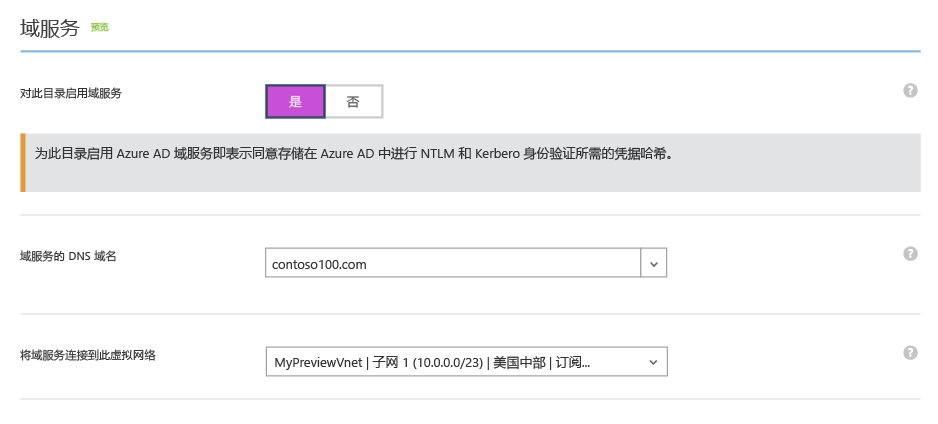 域服务 预览
对此目录启用域服务 是 否 ?
为此目录启用 Azure AD 域服务即表示同意存储在 Azure AD 中进行 NTLM 和 Kerbero 身份验证所需的凭据哈希。
域服务的 DNS 域名 contoso100.com ?
将域服务连接到此虚拟网络 MyPreviewVnet | 子网 1 (10.0.0.0/23) | 美国中部 | 订阅... ?